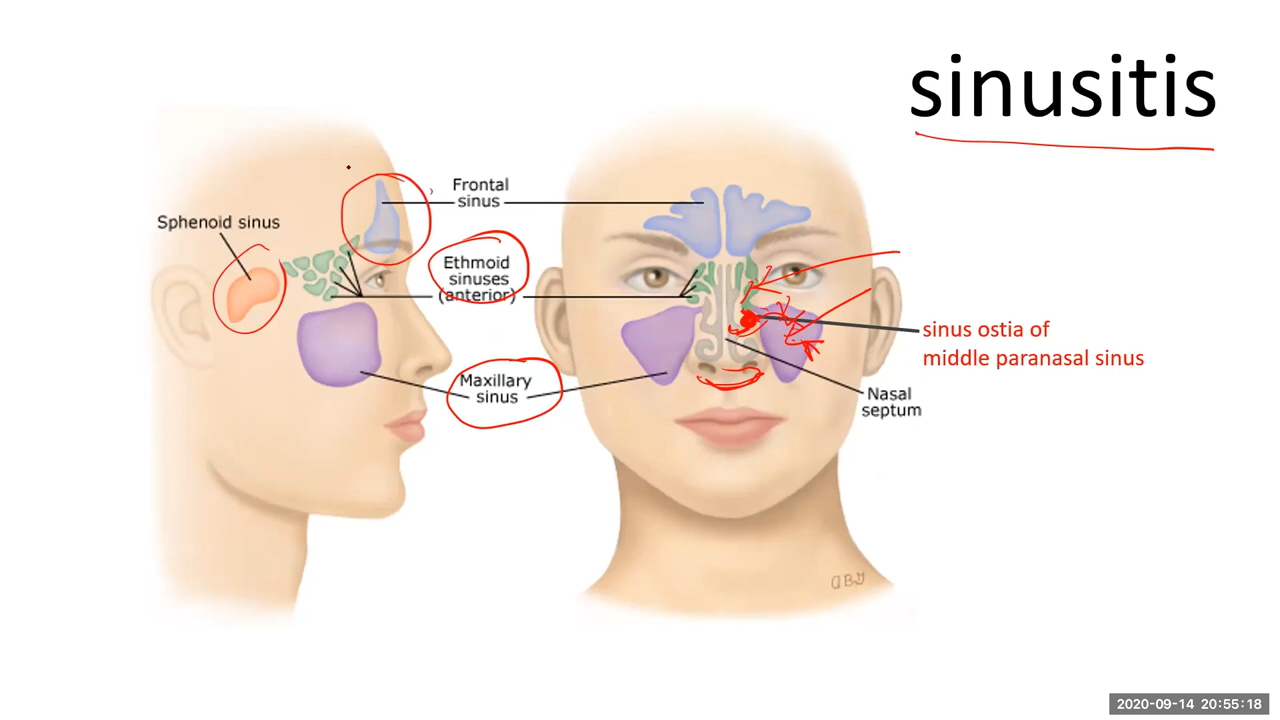 sinusitis
Frontal
sinus
Sphenoid sinus
Ethmoid
sinuses
(anterior)
sinus ostia of
middle paranasal sinus
Maxillary
sinus
Nasal
septum
2020-09-14 20:55:18